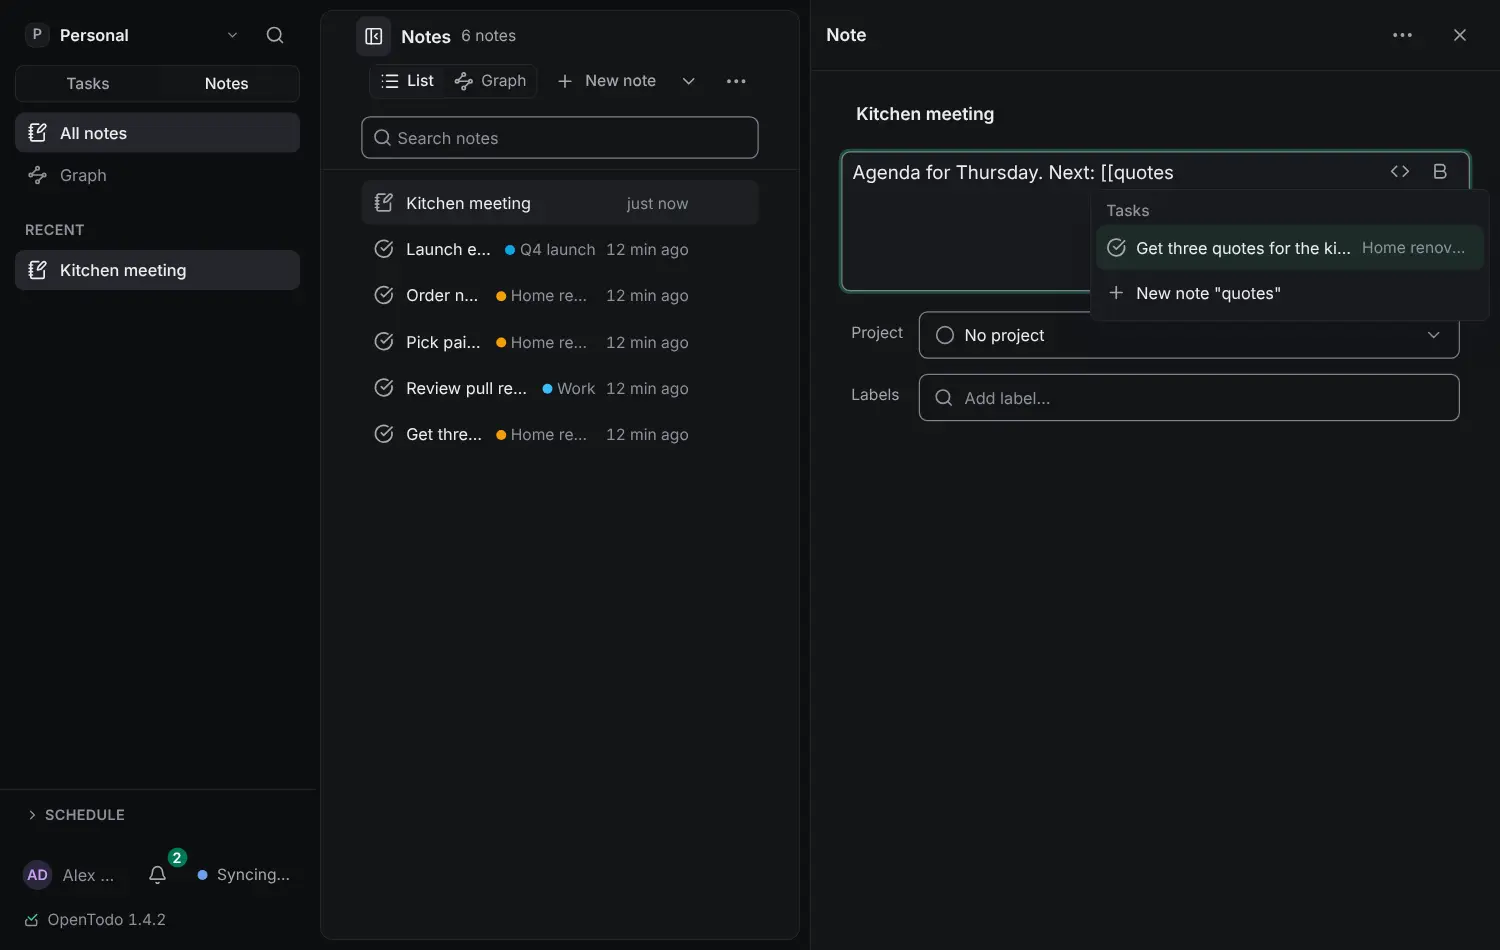 P Personal
Tasks Notes
All notes
Graph
RECENT
Kitchen meeting
SCHEDULE
AD Alex ... 2 Syncing...
OpenTodo 1.4.2
Notes 6 notes
List Graph New note
Search notes
Kitchen meeting just now
Launch e... Q4 launch 12 min ago
Order n... Home re... 12 min ago
Pick pai... Home re... 12 min ago
Review pull re... Work 12 min ago
Get thre... Home re... 12 min ago
Note
Kitchen meeting
Agenda for Thursday. Next: [[quotes
Tasks
Get three quotes for the ki... Home renov...
New note "quotes"
Project No project
Labels Add label...